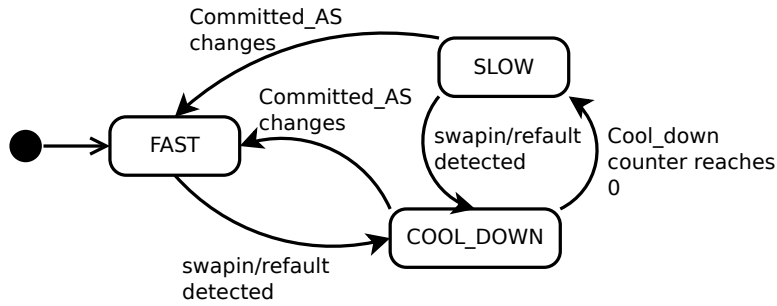 Committed_AS
changes
SLOW
Committed_AS
changes
FAST
swapin/refault
detected
Cool_down
counter reaches
0
COOL_DOWN
swapin/refault
detected